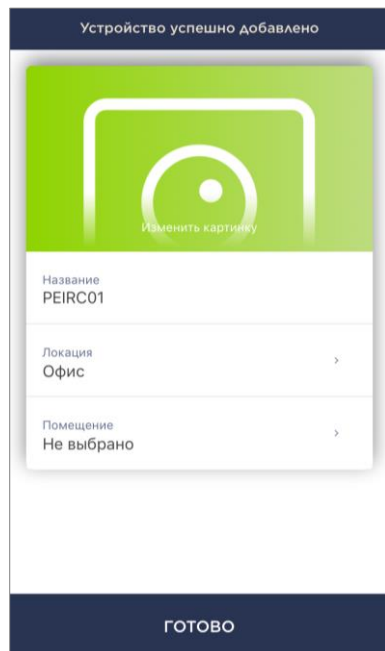 Устройство успешно добавлено
Изменить картинку
Название
PEIRC01
Локация
Офис
Помещение
Не выбрано
ГОТОВО